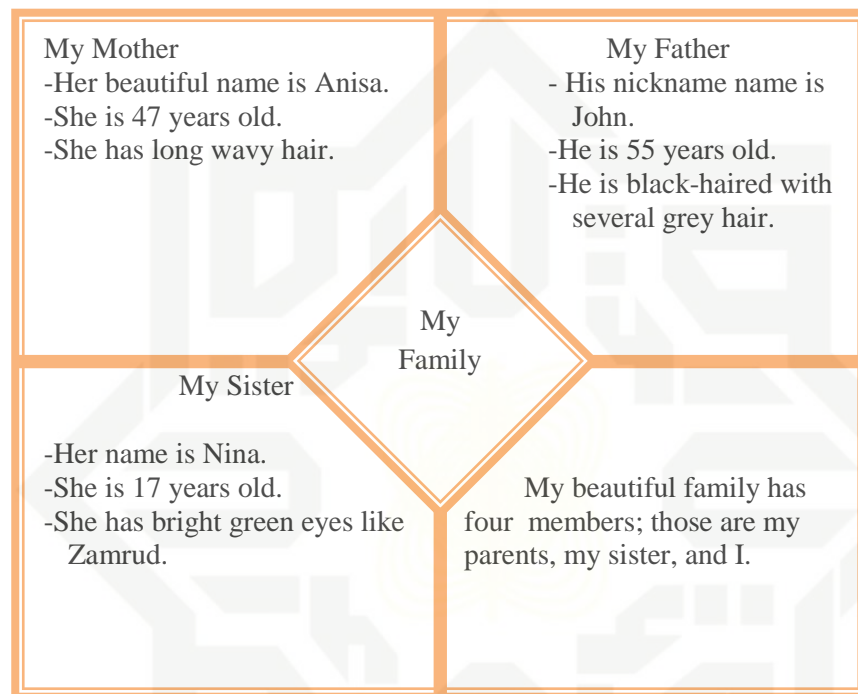 My Mother
-Her beautiful name is Anisa.
-She is 47 years old.
-She has long wavy hair.
My Father
- His nickname name is
John.
-He is 55 years old.
-He is black-haired with
several grey hair.
My
Family
My Sister
-Her name is Nina.
-She is 17 years old.
-She has bright green eyes like
Zamrud.
My beautiful family has
four members; those are my
parents, my sister, and I.